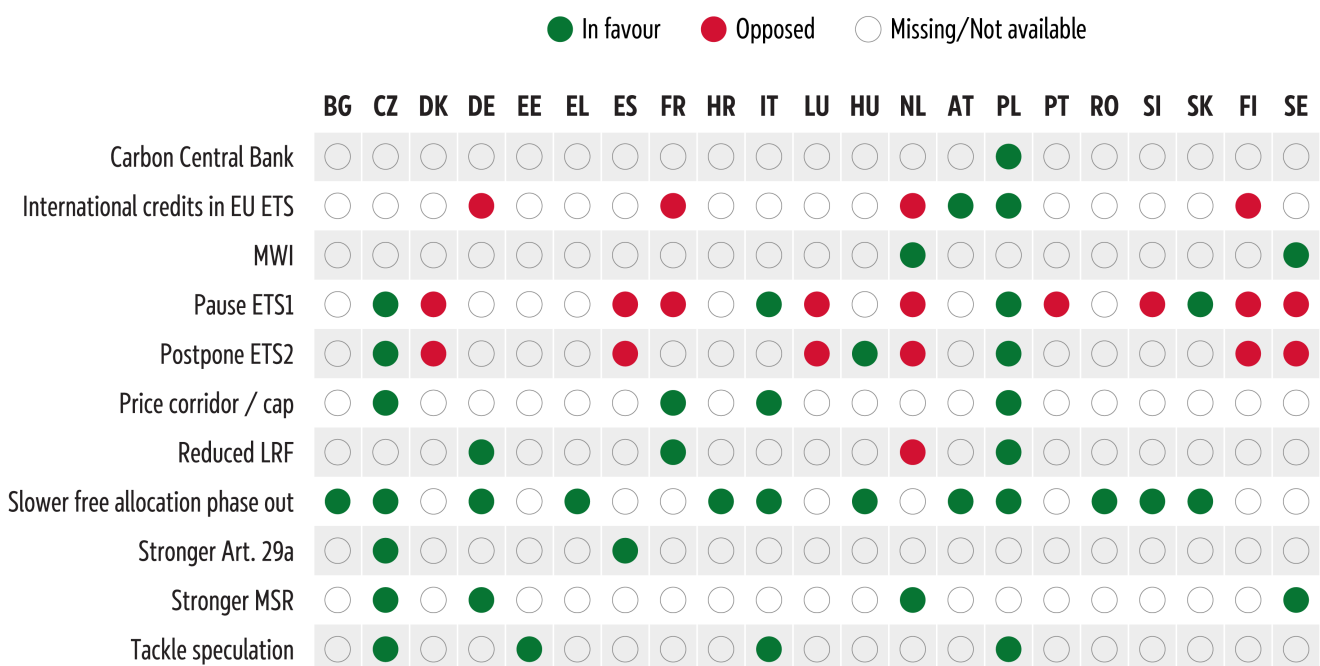 In favour Opposed Missing/Not available
BG CZ DK DE EE EL ES FR HR IT LU HU NL AT PL PT RO SI SK FI SE
Carbon Central Bank
International credits in EU ETS
MWI
Pause ETS1
Postpone ETS2
Price corridor / cap
Reduced LRF
Slower free allocation phase out
Stronger Art. 29a
Stronger MSR
Tackle speculation